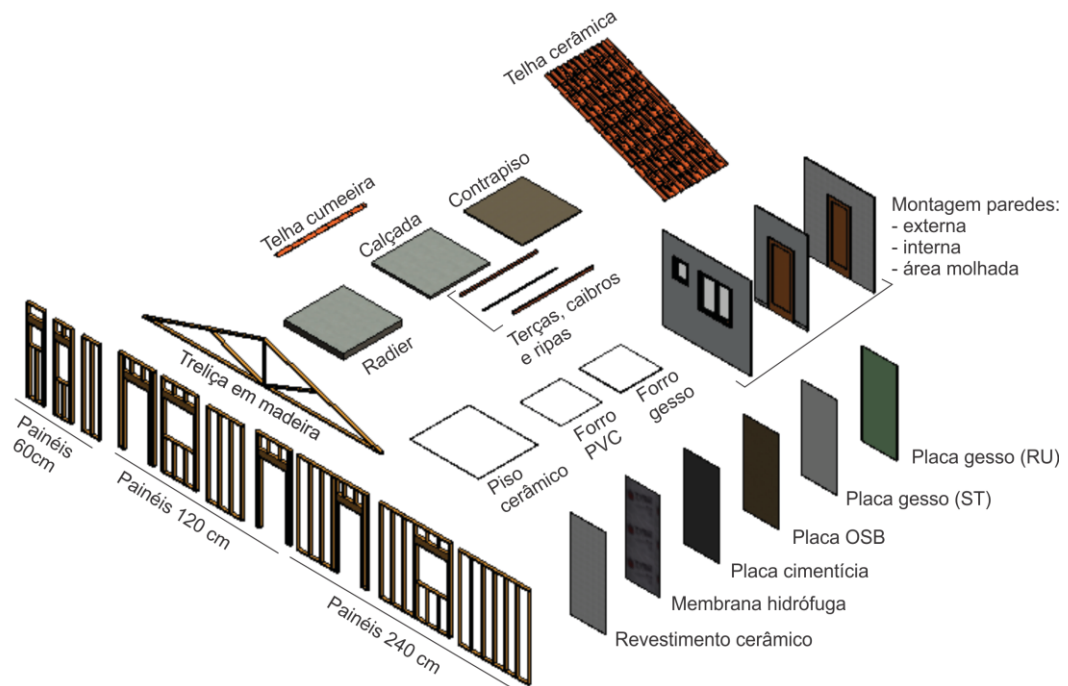 Telha cerâmica
Telha cumeeira
Calçada
Contrapiso
Montagem paredes:
- externa
- interna
- área molhada
Terças, caibros
e ripas
Radier
Treliça em madeira
Forro
gesso
Forro
PVC
Piso
cerâmico
Painéis
60cm
Painéis 120 cm
Painéis 240 cm
Placa gesso (RU)
Placa gesso (ST)
Placa OSB
Placa cimentícia
Membrana hidrófuga
Revestimento cerâmico